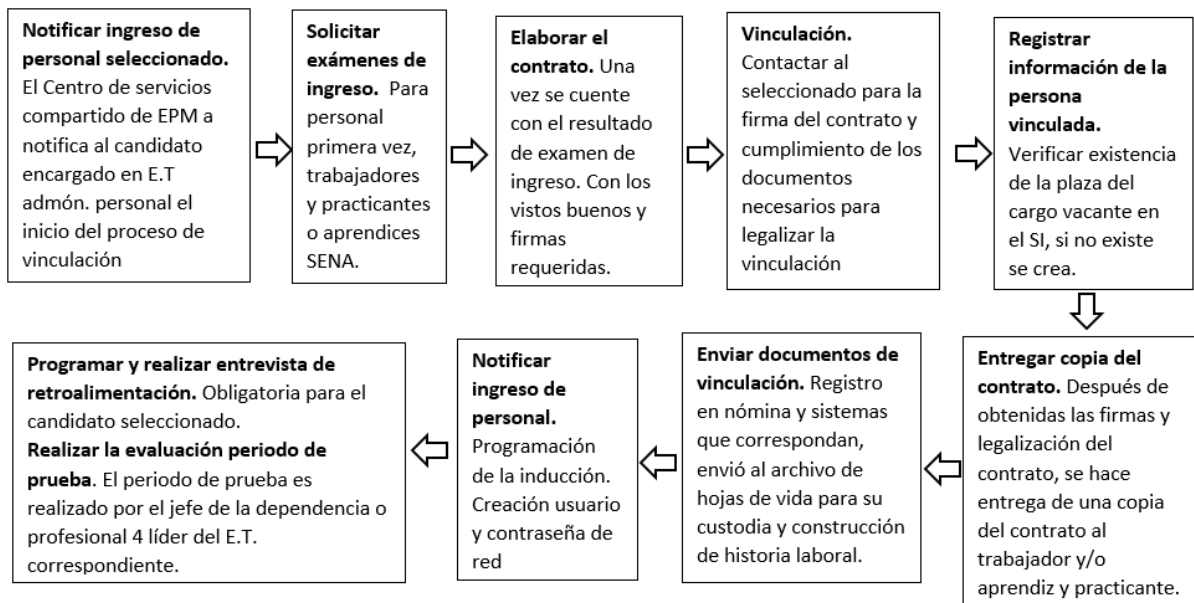 Notificar ingreso de
personal seleccionado.
El Centro de servicios
compartido de EPM a
notifica al candidato
encargado en E.T
admón. personal el
inicio del proceso de
vinculación
Solicitar
exámenes de
ingreso. Para
personal
primera vez,
trabajadores
y practicantes
o aprendices
SENA.
Elaborar el
contrato. Una
vez se cuente
con el resultado
de examen de
ingreso. Con los
vistos buenos y
firmas
requeridas.
Vinculación.
Contactar al
seleccionado para la
firma del contrato y
cumplimiento de los
documentos
necesarios para
legalizar la
vinculación
Registrar
información de la
persona
vinculada.
Verificar existencia
de la plaza del
cargo vacante en
el SI, si no existe
se crea.
Entregar copia del
contrato. Después de
obtenidas las firmas y
legalización del
contrato, se hace
entrega de una copia
del contrato al
trabajador y/o
aprendiz y practicante.
Enviar documentos de
vinculación. Registro
en nómina y sistemas
que correspondan,
envió al archivo de
hojas de vida para su
custodia y construcción
de historia laboral.
Notificar
ingreso de
personal.
Programación
de la inducción.
Creación usuario
y contraseña de
red
Programar y realizar entrevista de
retroalimentación. Obligatoria para el
candidato seleccionado.
Realizar la evaluación periodo de
prueba. El periodo de prueba es
realizado por el jefe de la dependencia o
profesional 4 líder del E.T.
correspondiente.